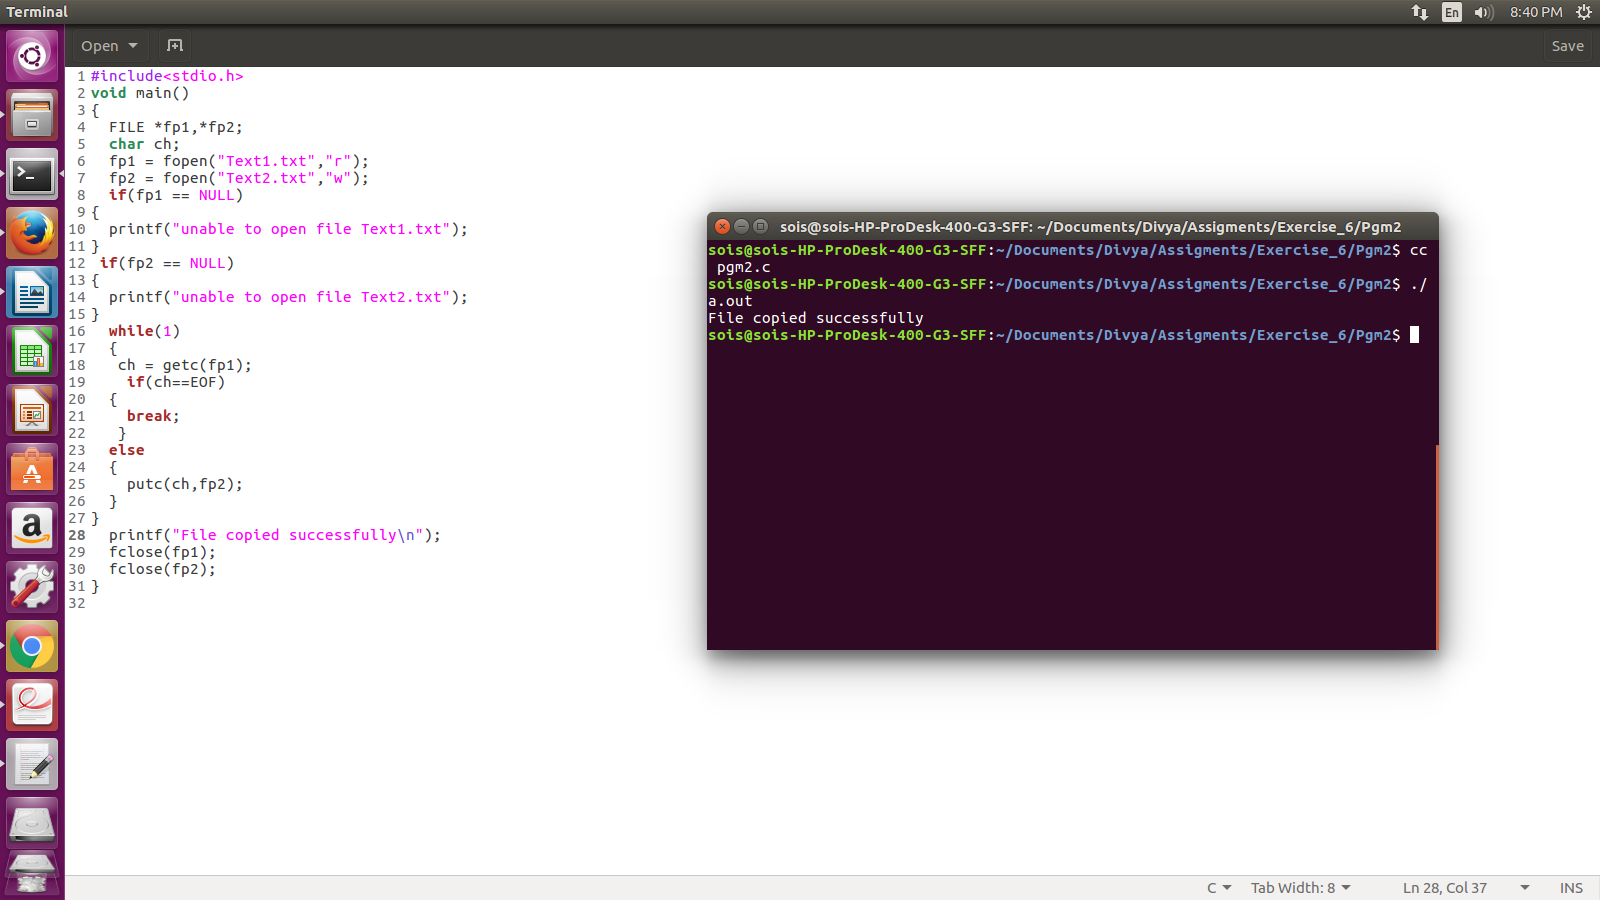 Terminal
En
8:40 PM
Open
Save
1 #include<stdio.h>
2 void main()
3 {
4   FILE *fp1,*fp2;
5   char ch;
6   fp1 = fopen("Text1.txt","r");
7   fp2 = fopen("Text2.txt","w");
8   if(fp1 == NULL)
9 {
10   printf("unable to open file Text1.txt");
11 }
12  if(fp2 == NULL)
13 {
14   printf("unable to open file Text2.txt");
15 }
16   while(1)
17   {
18    ch = getc(fp1);
19     if(ch==EOF)
20   {
21     break;
22    }
23   else
24   {
25     putc(ch,fp2);
26   }
27 }
28   printf("File copied successfully\n");
29   fclose(fp1);
30   fclose(fp2);
31 }
32
sois@sois-HP-ProDesk-400-G3-SFF: ~/Documents/Divya/Assigments/Exercise_6/Pgm2
sois@sois-HP-ProDesk-400-G3-SFF:~/Documents/Divya/Assigments/Exercise_6/Pgm2$ cc
 pgm2.c
sois@sois-HP-ProDesk-400-G3-SFF:~/Documents/Divya/Assigments/Exercise_6/Pgm2$ ./
a.out
File copied successfully
sois@sois-HP-ProDesk-400-G3-SFF:~/Documents/Divya/Assigments/Exercise_6/Pgm2$
C
Tab Width: 8
Ln 28, Col 37
INS